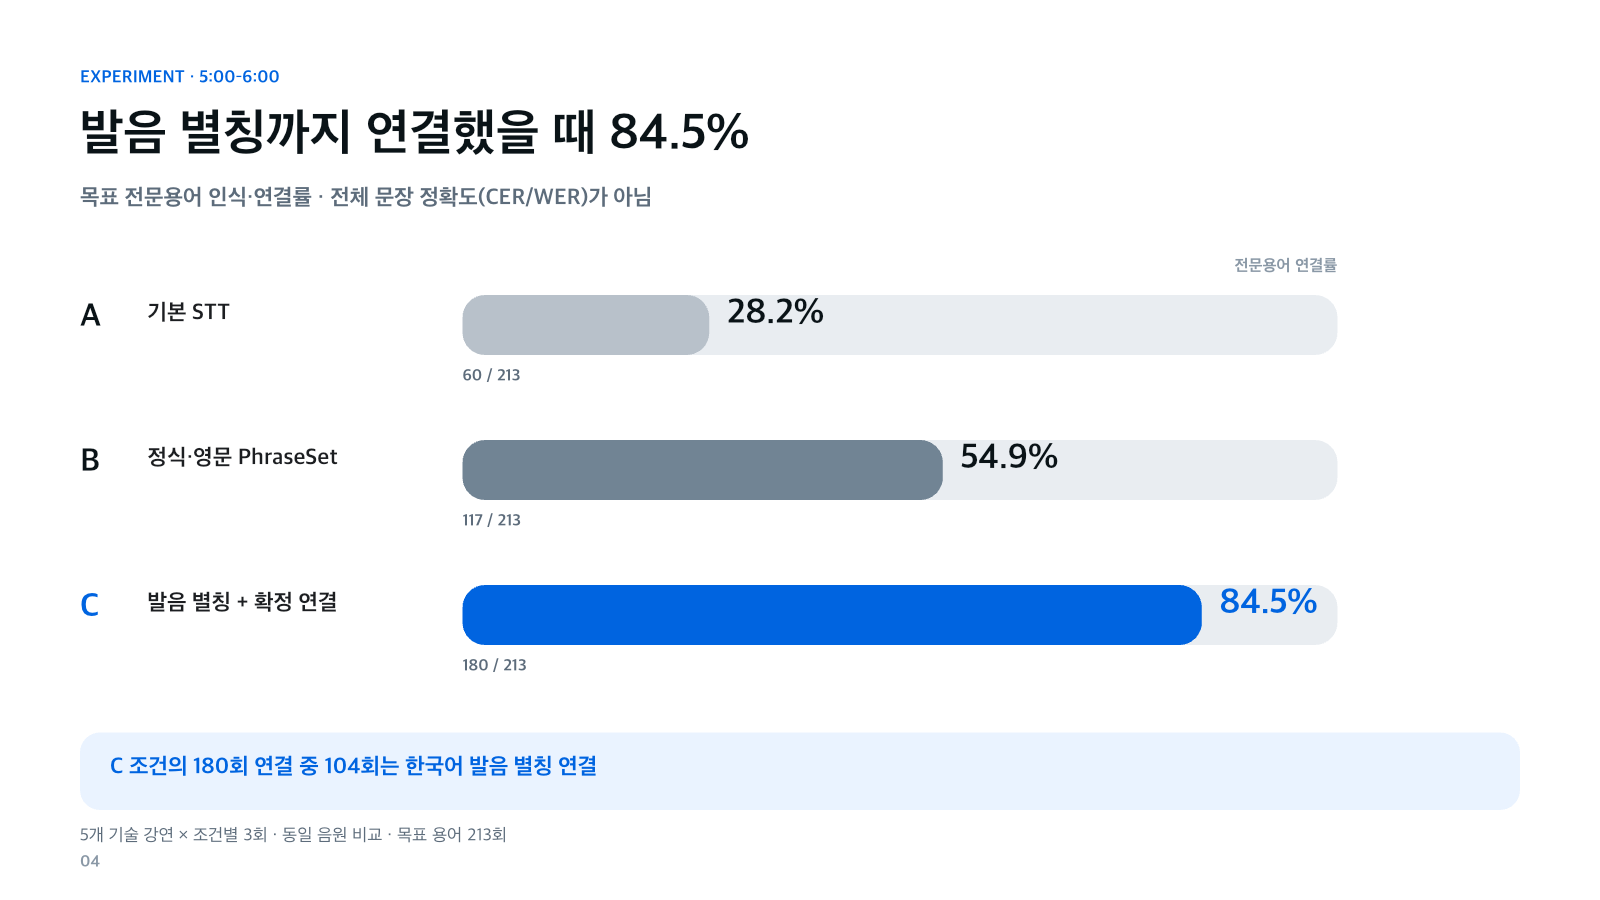 EXPERIMENT · 5:00-6:00
발음 별칭까지 연결했을 때 84.5%
목표 전문용어 인식·연결률 · 전체 문장 정확도(CER/WER)가 아님
전문용어 연결률
A 기본 STT 28.2%
60 / 213
B 정식·영문 PhraseSet 54.9%
117 / 213
C 발음 별칭 + 확정 연결 84.5%
180 / 213
C 조건의 180회 연결 중 104회는 한국어 발음 별칭 연결
5개 기술 강연 × 조건별 3회 · 동일 음원 비교 · 목표 용어 213회
04